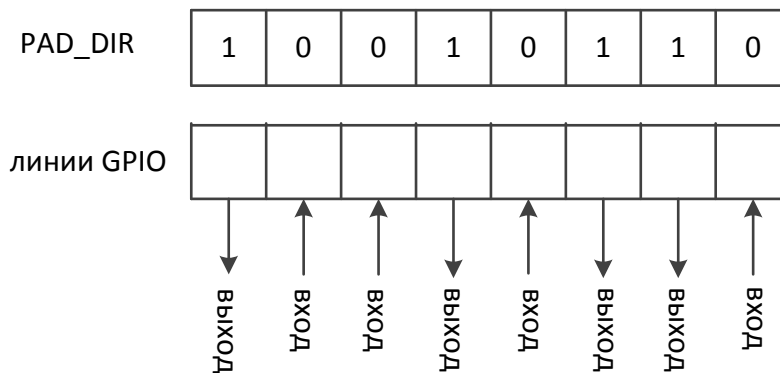 PAD_DIR 1 0 0 1 0 1 1 0
линии GPIO
выход вход вход выход вход выход выход вход